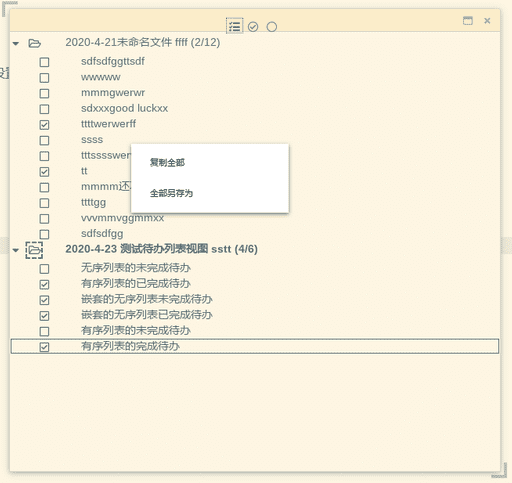 2020-4-21未命名文件 ffff (2/12)
sdfsdfggttsdf
wwwww
mmmgwerwr
sdxxxgood luckxx
ttttwerwerff
ssss
tttsssswer
复制全部
tt
mmmm还
全部另存为
ttttgg
vvvmmvggmmxx
sdfsdfgg
2020-4-23 测试待办列表视图 sstt (4/6)
无序列表的未完成待办
有序列表的已完成待办
嵌套的无序列表未完成待办
嵌套的无序列表已完成待办
有序列表的未完成待办
有序列表的完成待办